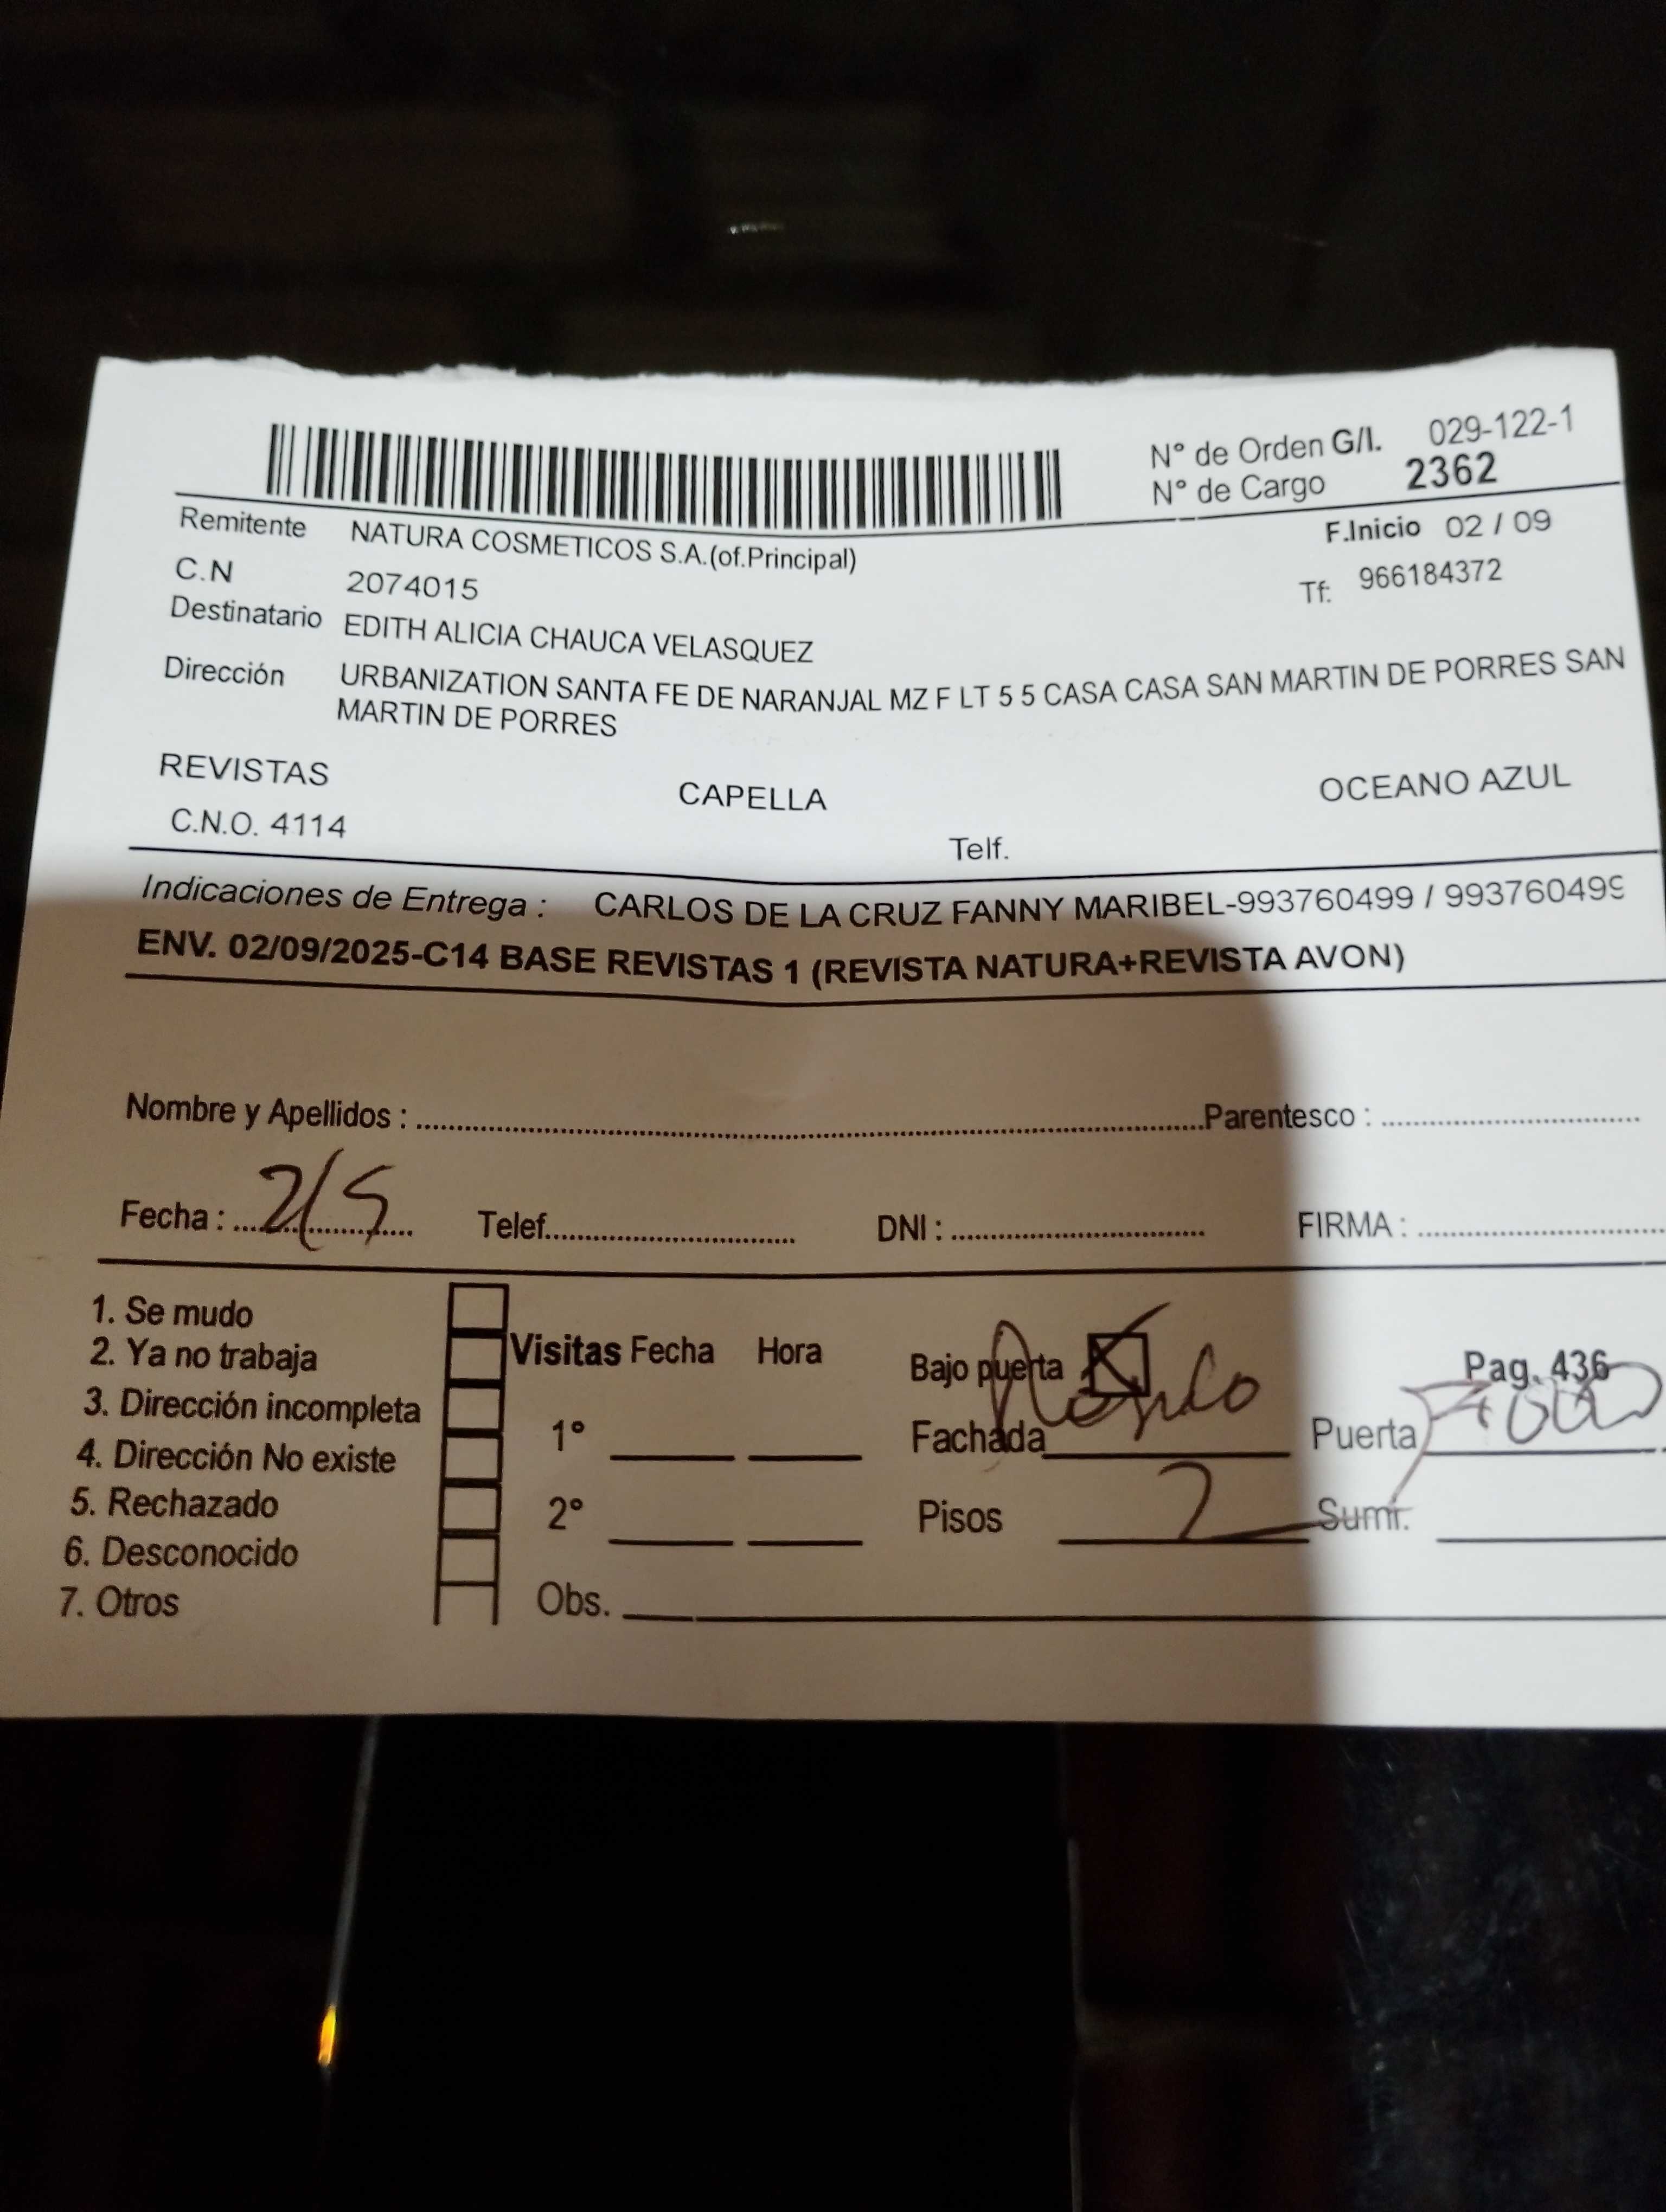 N° de Orden G/I. 029-122-1
N° de Cargo 2362
Remitente NATURA COSMETICOS S.A.(of.Principal) F.Inicio 02 / 09
C.N 2074015 Tf: 966184372
Destinatario EDITH ALICIA CHAUCA VELASQUEZ
Dirección URBANIZATION SANTA FE DE NARANJAL MZ F LT 5 5 CASA CASA SAN MARTIN DE PORRES SAN
MARTIN DE PORRES
REVISTAS CAPELLA OCEANO AZUL
C.N.O. 4114 Telf.
Indicaciones de Entrega : CARLOS DE LA CRUZ FANNY MARIBEL-993760499 / 993760499
ENV. 02/09/2025-C14 BASE REVISTAS 1 (REVISTA NATURA+REVISTA AVON)
Nombre y Apellidos : Parentesco :
Fecha : Telef. DNI : FIRMA :
1. Se mudo
2. Ya no trabaja
3. Dirección incompleta
4. Dirección No existe
5. Rechazado
6. Desconocido
7. Otros
Visitas Fecha Hora
1°
2°
Obs.
Bajo puerta Pag. 436
Fachada Puerta
Pisos 2 Sumr.